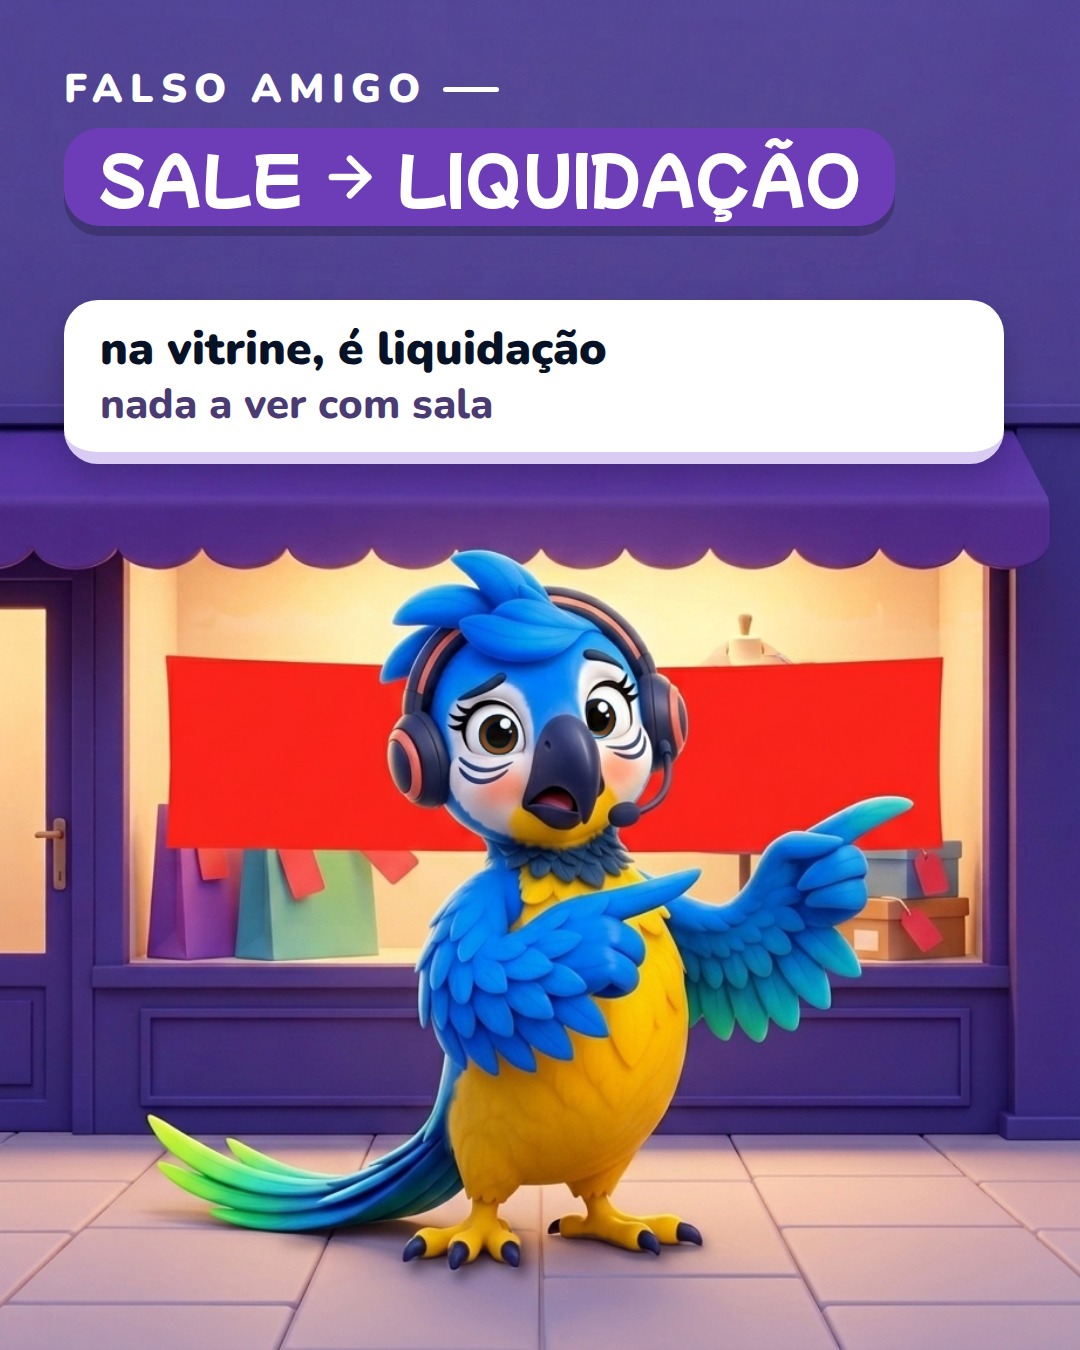 FALSO AMIGO —
SALE → LIQUIDAÇÃO
na vitrine, é liquidação
nada a ver com sala